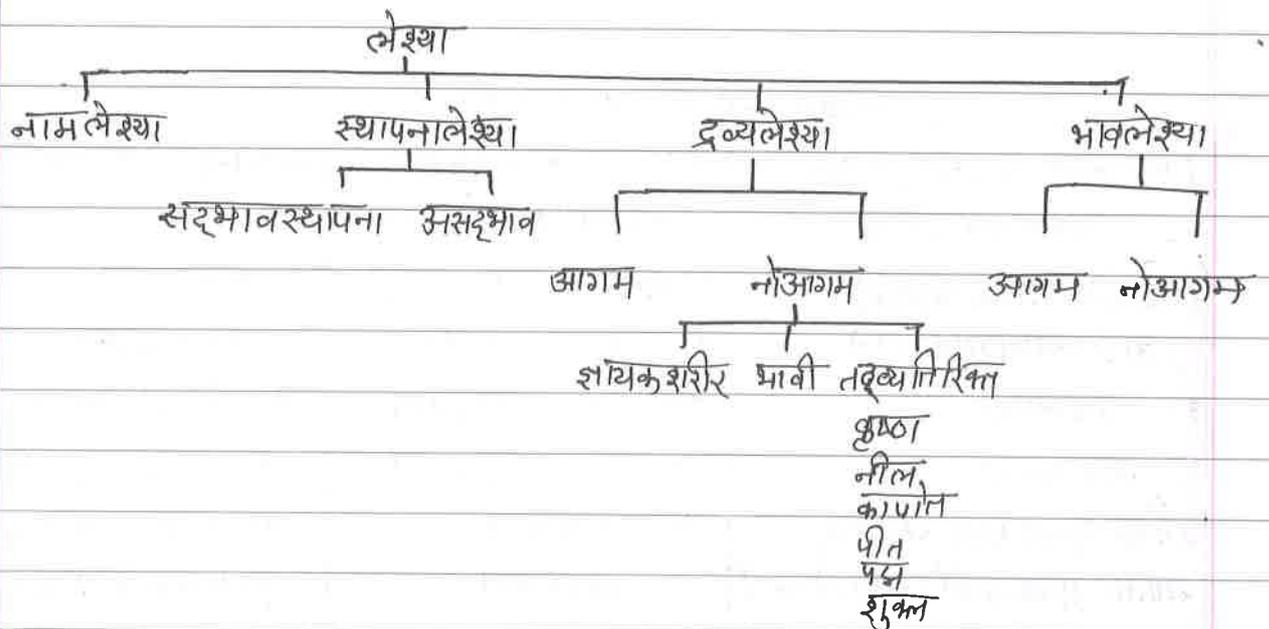 लेश्या
नामलेश्या स्थापनालेश्या द्रव्यलेश्या भावलेश्या
सद्भावस्थापना असद्भाव
आगम नोआगम आगम नोआगम
ज्ञायकशरीर भावी तद्व्यतिरिक्त
कृष्ण
नील
कापोत
पीत
पद्म
शुक्ल